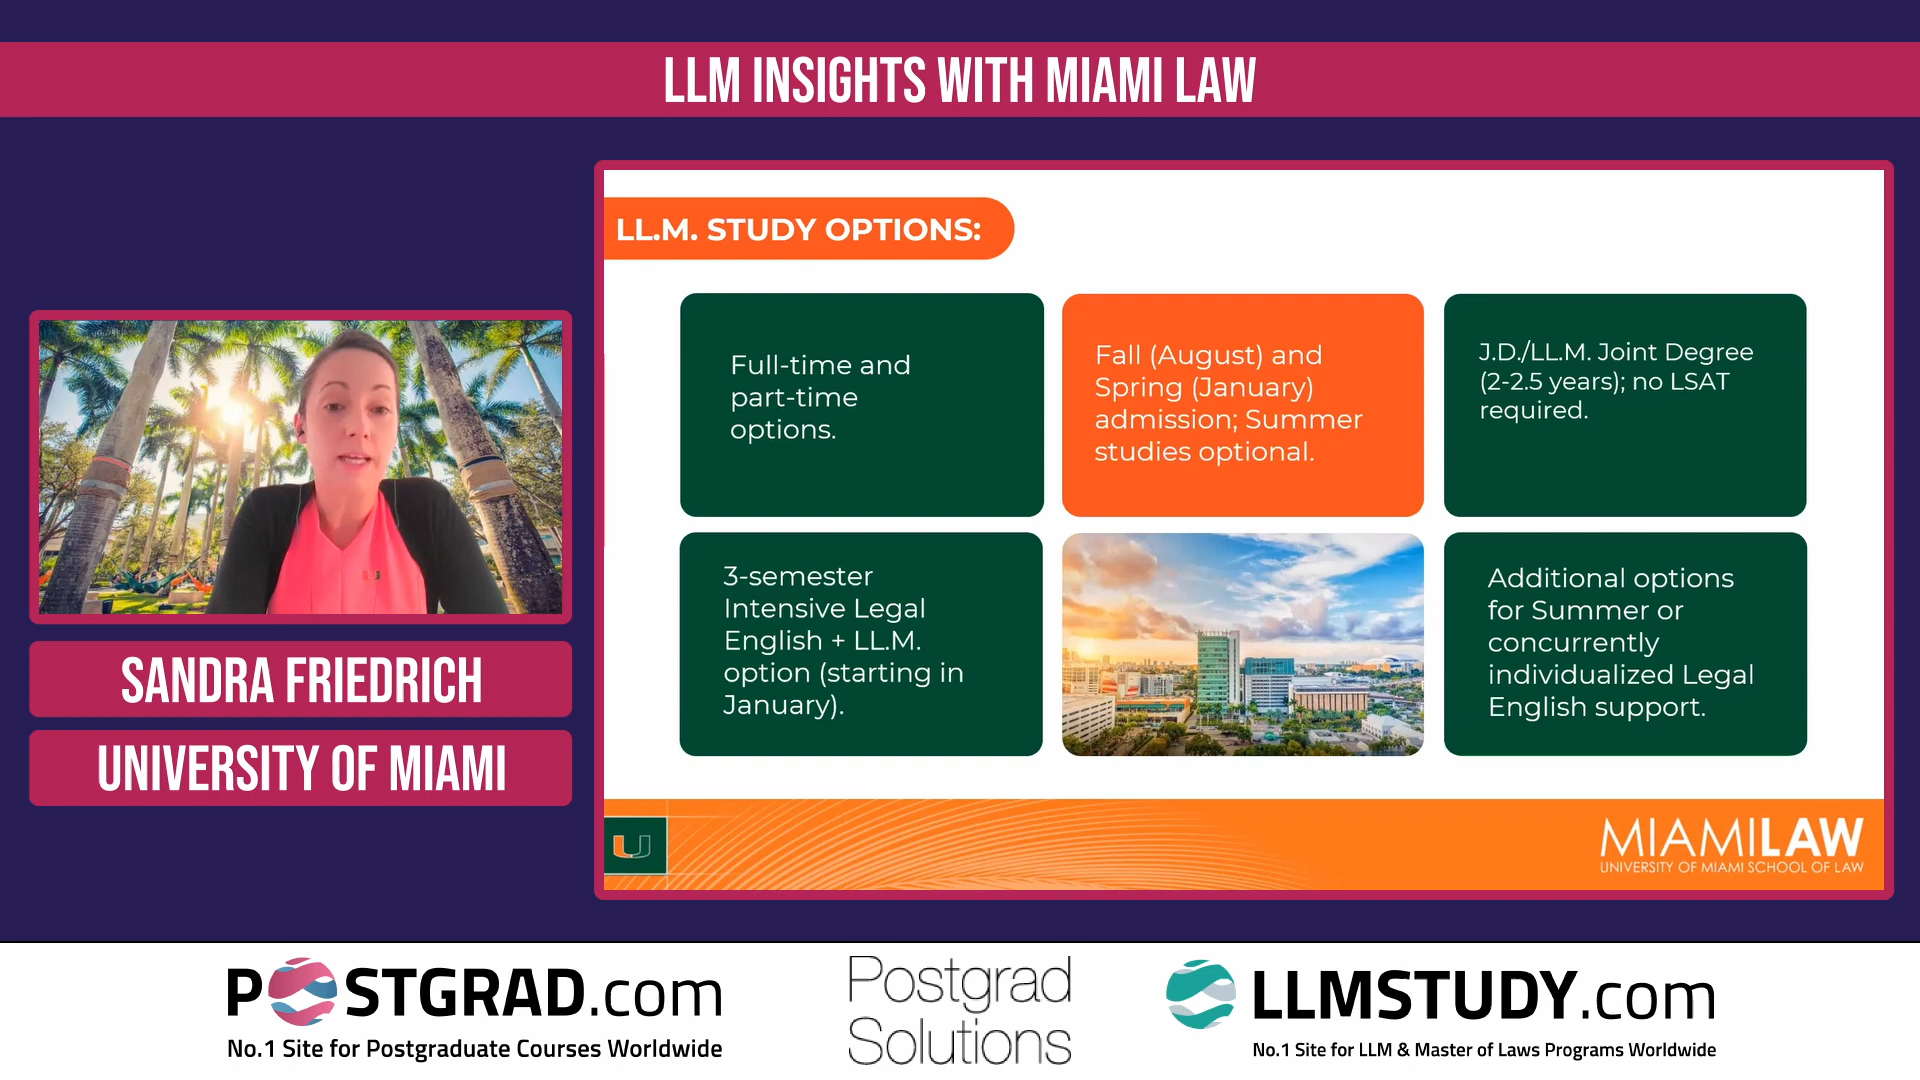 LLM INSIGHTS WITH MIAMI LAW
LL.M. STUDY OPTIONS:
Full-time and
part-time
options.
Fall (August) and
Spring (January)
admission; Summer
studies optional.
J.D./LL.M. Joint Degree
(2-2.5 years); no LSAT
required.
3-semester
Intensive Legal
English + LL.M.
option (starting in
January).
Additional options
for Summer or
concurrently
individualized Legal
English support.
SANDRA FRIEDRICH
UNIVERSITY OF MIAMI
U
MIAMILAW
UNIVERSITY OF MIAMI SCHOOL OF LAW
POSTGRAD.com
No.1 Site for Postgraduate Courses Worldwide
Postgrad
Solutions
LLMSTUDY.com
No.1 Site for LLM & Master of Laws Programs Worldwide